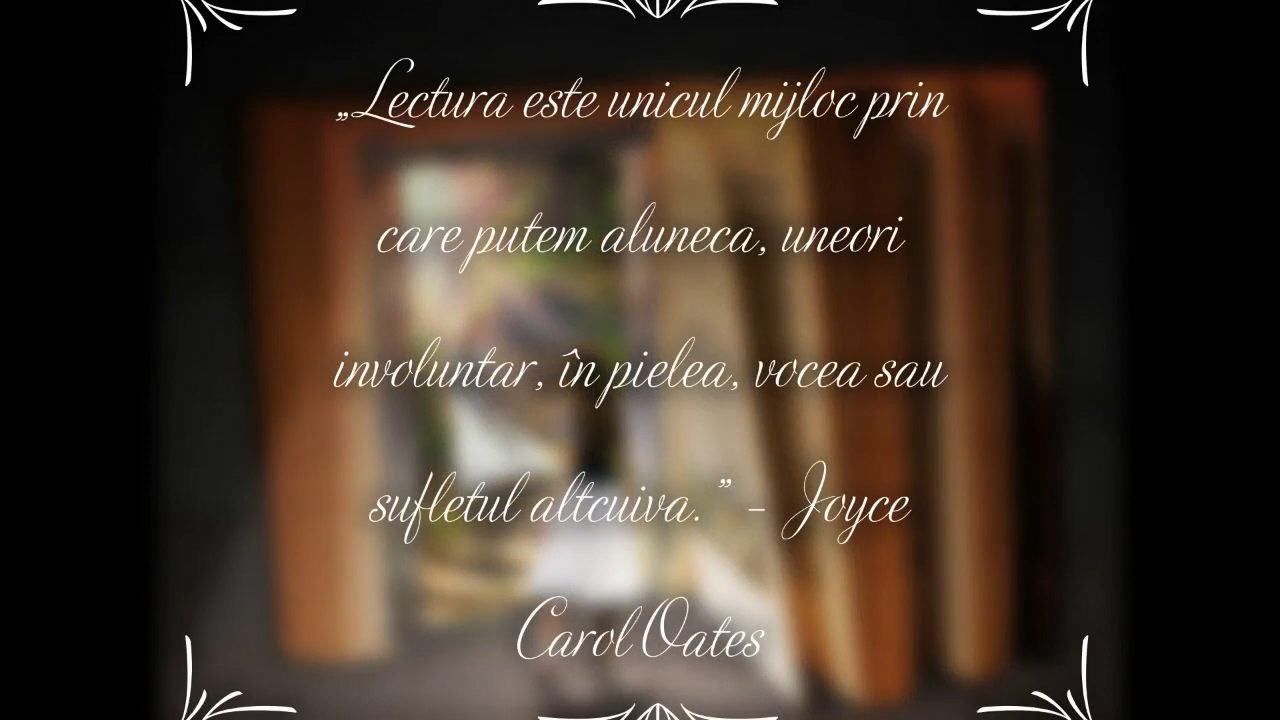 „Lectura este unicul mijloc prin
care putem aluneca, uneori
involuntar, în pielea, vocea sau
sufletul altcuiva.” – Joyce
Carol Oates